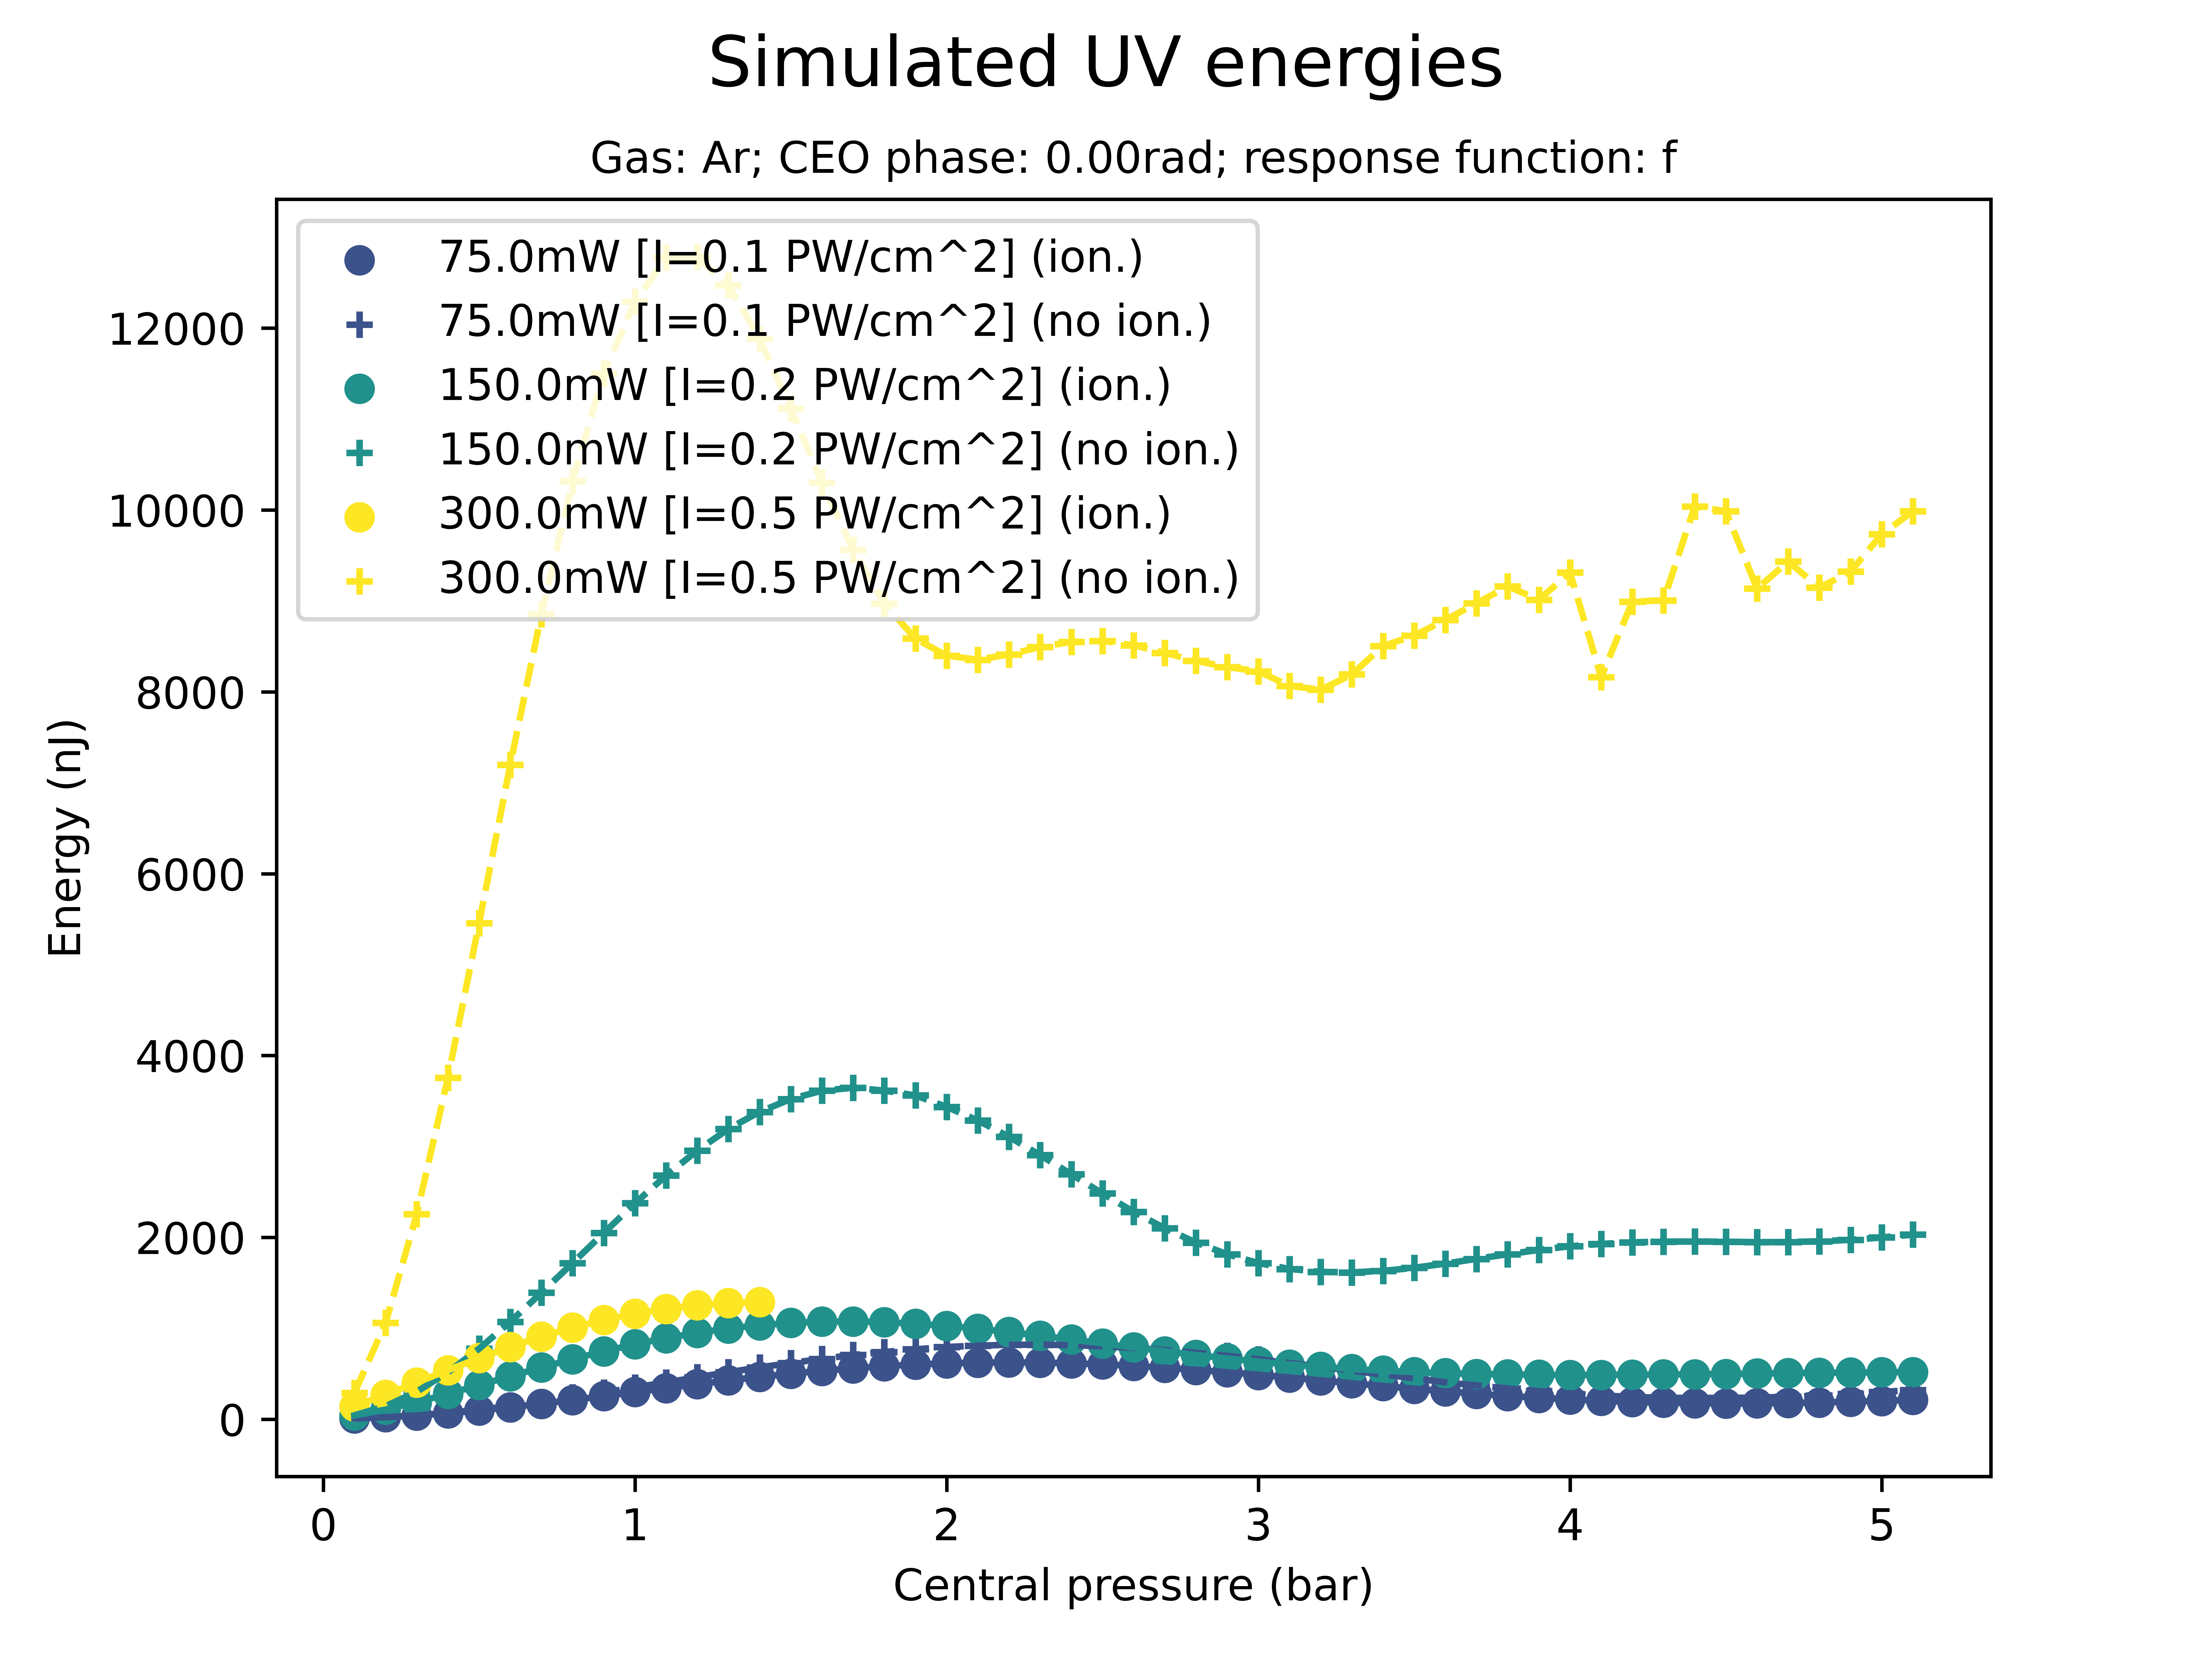 Simulated UV energies
Gas: Ar; CEO phase: 0.00rad; response function: f
75.0mW [I=0.1 PW/cm^2] (ion.)
75.0mW [I=0.1 PW/cm^2] (no ion.)
150.0mW [I=0.2 PW/cm^2] (ion.)
150.0mW [I=0.2 PW/cm^2] (no ion.)
300.0mW [I=0.5 PW/cm^2] (ion.)
300.0mW [I=0.5 PW/cm^2] (no ion.)
12000
10000
8000
6000
4000
2000
0
Energy (nJ)
0 1 2 3 4 5
Central pressure (bar)